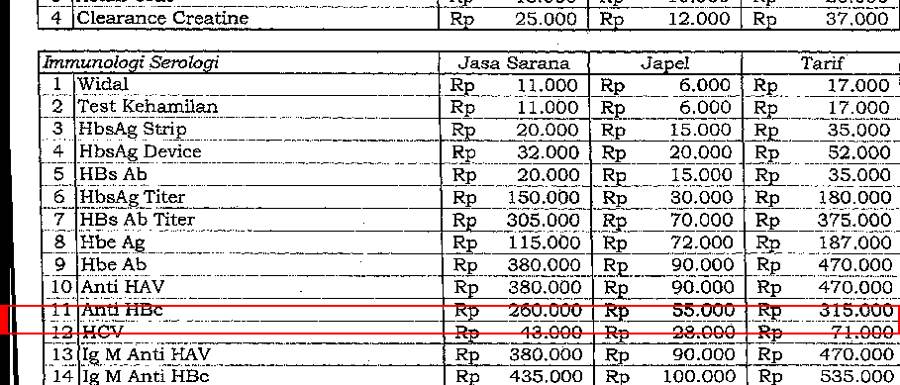 4 Clearance Creatine Rp 25.000 Rp 12.000 Rp 37.000
Immunologi Serologi Jasa Sarana Japel Tarif
1 Widal Rp 11.000 Rp 6.000 Rp 17.000
2 Test Kehamilan Rp 11.000 Rp 6.000 Rp 17.000
3 HbsAg Strip Rp 20.000 Rp 15.000 Rp 35.000
4 HbsAg Device Rp 32.000 Rp 20.000 Rp 52.000
5 HBs Ab Rp 20.000 Rp 15.000 Rp 35.000
6 HbsAg Titer Rp 150.000 Rp 30.000 Rp 180.000
7 HBs Ab Titer Rp 305.000 Rp 70.000 Rp 375.000
8 Hbe Ag Rp 115.000 Rp 72.000 Rp 187.000
9 Hbe Ab Rp 380.000 Rp 90.000 Rp 470.000
10 Anti HAV Rp 380.000 Rp 90.000 Rp 470.000
11 Anti HBc Rp 260.000 Rp 55.000 Rp 315.000
12 HCV Rp 43.000 Rp 28.000 Rp 71.000
13 Ig M Anti HAV Rp 380.000 Rp 90.000 Rp 470.000
14 Ig M Anti HBc Rp 435.000 Rp 100.000 Rp 535.000